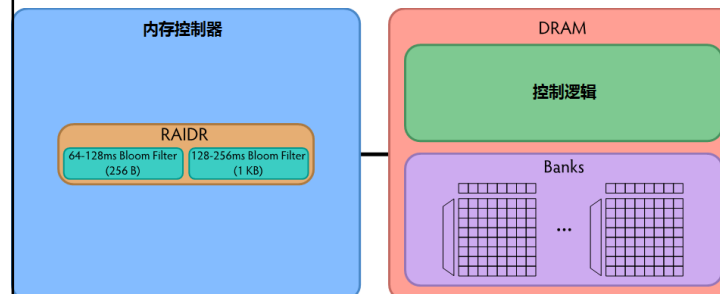 内存控制器
RAIDR
64-128ms Bloom Filter
(256 B)
128-256ms Bloom Filter
(1 KB)
DRAM
控制逻辑
Banks
...